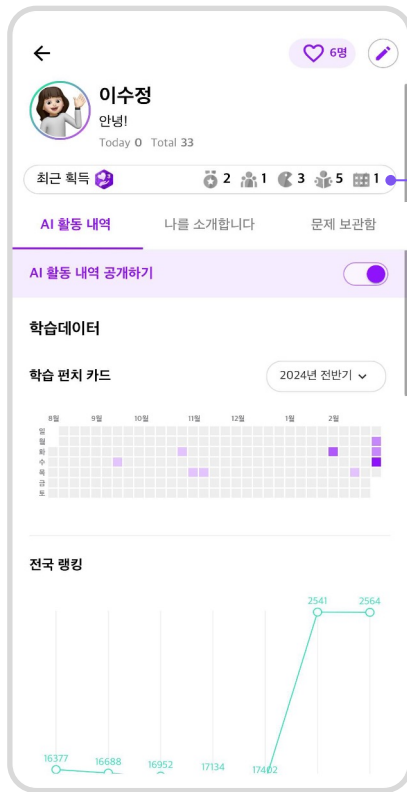 6명
이수정
안녕!
Today 0 Total 33
최근 획득 2 1 3 5 1
AI 활동 내역 나를 소개합니다 문제 보관함
AI 활동 내역 공개하기
학습데이터
학습 펀치 카드 2024년 전반기
8월 9월 10월 11월 12월 1월 2월
일
월
화
수
목
금
토
전국 랭킹
2541 2564
16377 16688 16952 17134 17402